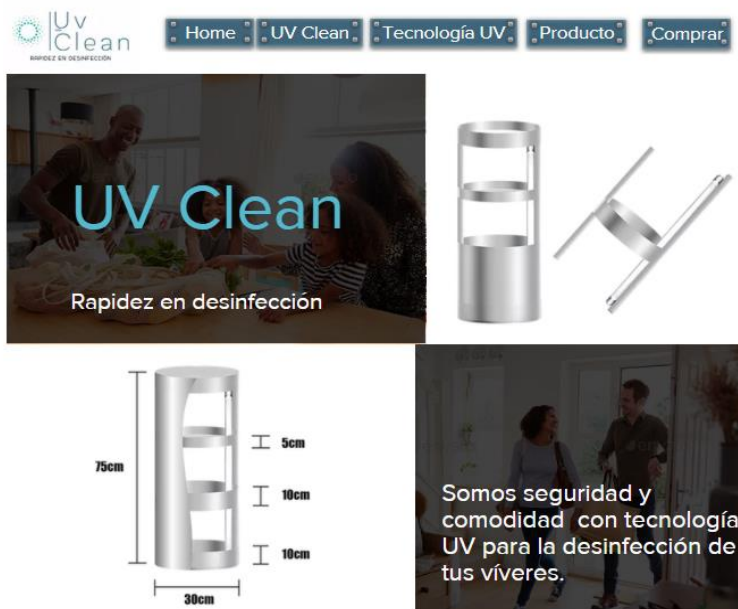 Uv
Clean
RAPIDEZ EN DESINFECCIÓN
Home
UV Clean
Tecnología UV
Producto
Comprar
UV Clean
Rapidez en desinfección
75cm
5cm
10cm
10cm
30cm
Somos seguridad y
comodidad con tecnología
UV para la desinfección de
tus víveres.